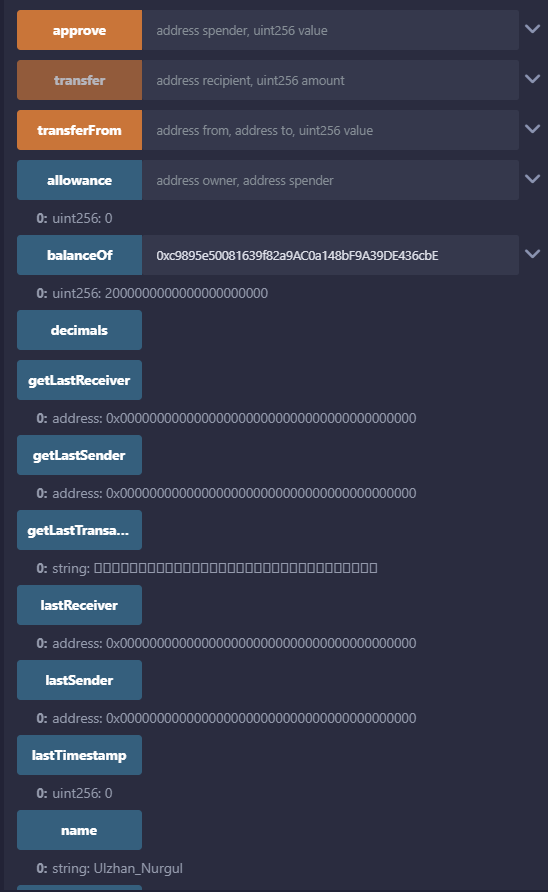 approve address spender, uint256 value
transfer address recipient, uint256 amount
transferFrom address from, address to, uint256 value
allowance address owner, address spender
0: uint256: 0
balanceOf 0xc9895e50081639f82a9AC0a148bF9A39DE436cbE
0: uint256: 2000000000000000000000
decimals
getLastReceiver
0: address: 0x0000000000000000000000000000000000000000
getLastSender
0: address: 0x0000000000000000000000000000000000000000
getLastTransa...
0: string:
lastReceiver
0: address: 0x0000000000000000000000000000000000000000
lastSender
0: address: 0x0000000000000000000000000000000000000000
lastTimestamp
0: uint256: 0
name
0: string: Ulzhan_Nurgul